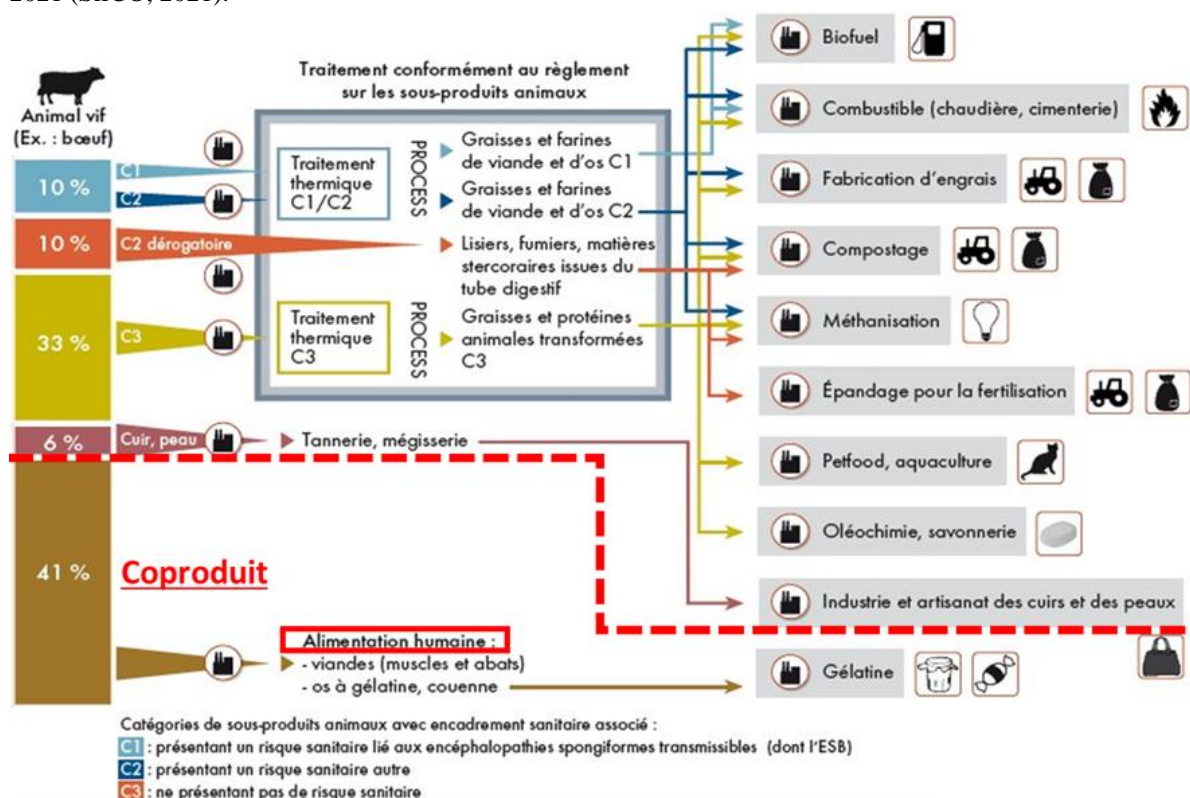 2021 (SIFCO, 2021).
Traitement conformément au règlement
sur les sous-produits animaux
Animal vif
(Ex. : bœuf)
10 %
C1
C2
10 %
C2 dérogatoire
33 %
C3
6 %
Cuir, peau
41 %
Traitement
thermique
C1/C2
PROCESS
Graisses et farines
de viande et d'os C1
Graisses et farines
de viande et d'os C2
Lisiers, fumiers, matières
stercoraires issues du
tube digestif
Traitement
thermique
C3
PROCESS
Graisses et protéines
animales transformées
C3
Tannerie, mégisserie
Coproduit
Alimentation humaine :
- viandes (muscles et abats)
- os à gélatine, couenne
Biofuel
Combustible (chaudière, cimenterie)
Fabrication d'engrais
Compostage
Méthanisation
Épandage pour la fertilisation
Petfood, aquaculture
Oléochimie, savonnerie
Industrie et artisanat des cuirs et des peaux
Gélatine
Catégories de sous-produits animaux avec encadrement sanitaire associé :
C1 : présentant un risque sanitaire lié aux encéphalopathies spongiformes transmissibles (dont l'ESB)
C2 : présentant un risque sanitaire autre
C3 : ne présentant pas de risque sanitaire